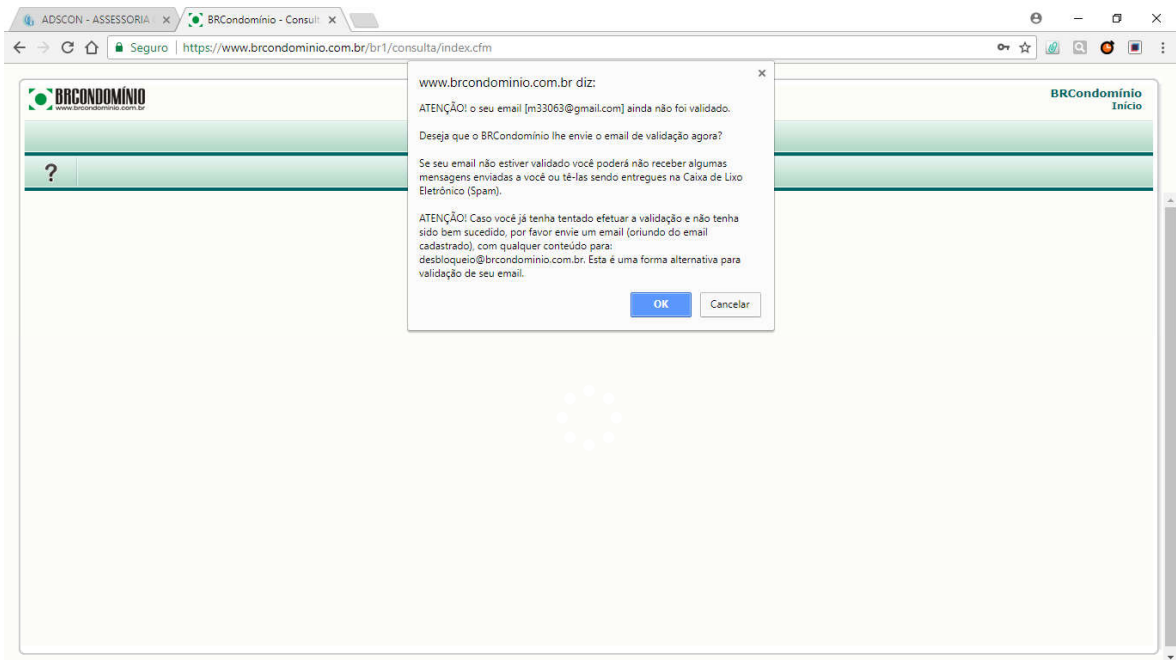 ADSCON - ASSESSORIA
BRCondomínio - Consult
Seguro
https://www.brcondominio.com.br/br1/consulta/index.cfm
BRCONDOMÍNIO
www.brcondominio.com.br
BRCondomínio
Início
?
www.brcondominio.com.br diz:
ATENÇÃO! o seu email [m33063@gmail.com] ainda não foi validado.
Deseja que o BRCondomínio lhe envie o email de validação agora?
Se seu email não estiver validado você poderá não receber algumas
mensagens enviadas a você ou tê-las sendo entregues na Caixa de Lixo
Eletrônico (Spam).
ATENÇÃO! Caso você já tenha tentado efetuar a validação e não tenha
sido bem sucedido, por favor envie um email (oriundo do email
cadastrado), com qualquer conteúdo para:
desbloqueio@brcondominio.com.br. Esta é uma forma alternativa para
validação de seu email.
OK
Cancelar